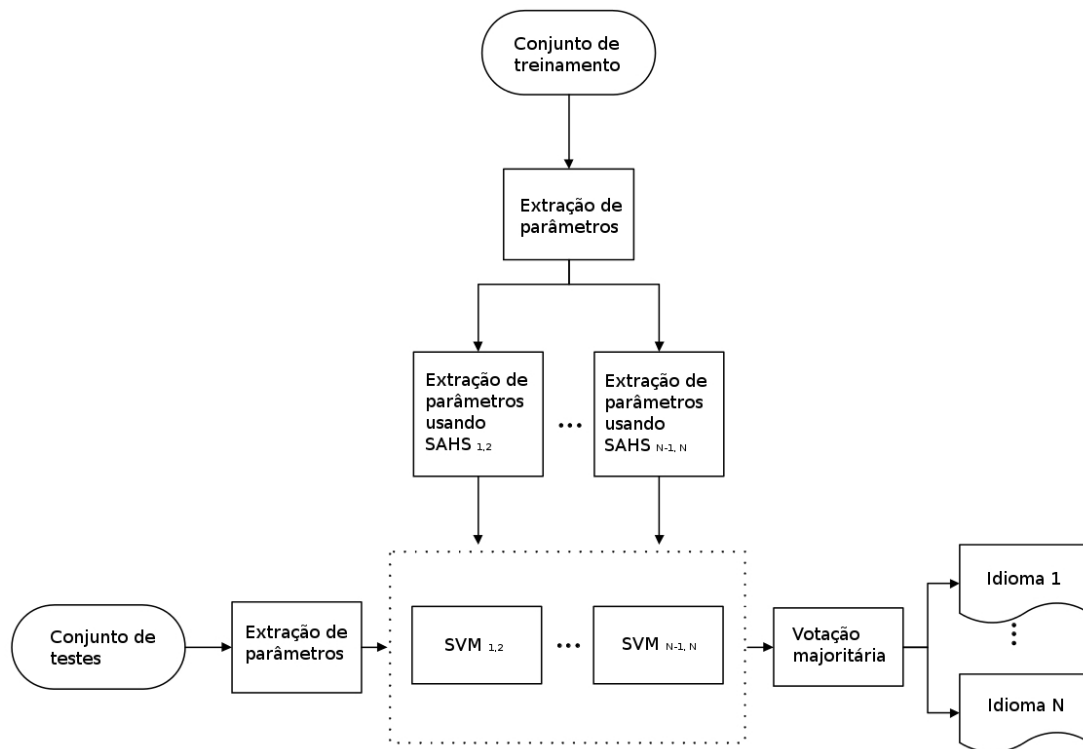 Conjunto de
treinamento
Extração de
parâmetros
Extração de
parâmetros
usando
SAHS 1,2
...
Extração de
parâmetros
usando
SAHS N-1, N
Conjunto de
testes
Extração de
parâmetros
SVM 1,2
...
SVM N-1, N
Votação
majoritária
Idioma 1
...
Idioma N